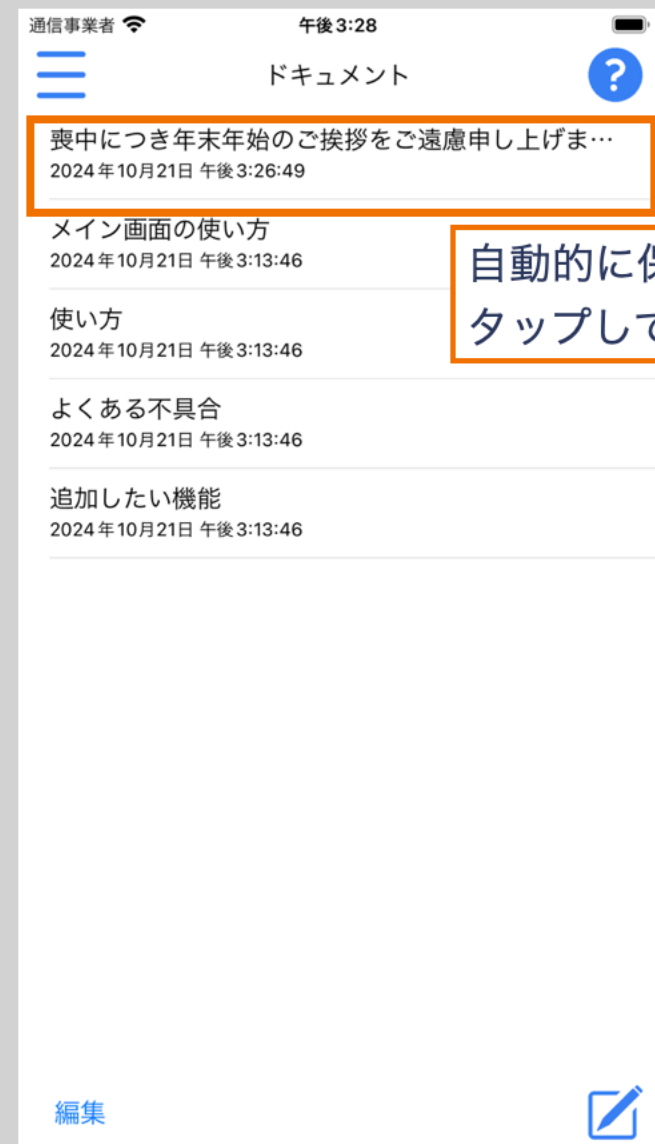 通信事業者
午後3:28
ドキュメント
?
喪中につき年末年始のご挨拶をご遠慮申し上げま…
2024年10月21日 午後3:26:49
メイン画面の使い方
2024年10月21日 午後3:13:46
自動的に
タップして
使い方
2024年10月21日 午後3:13:46
よくある不具合
2024年10月21日 午後3:13:46
追加したい機能
2024年10月21日 午後3:13:46
編集